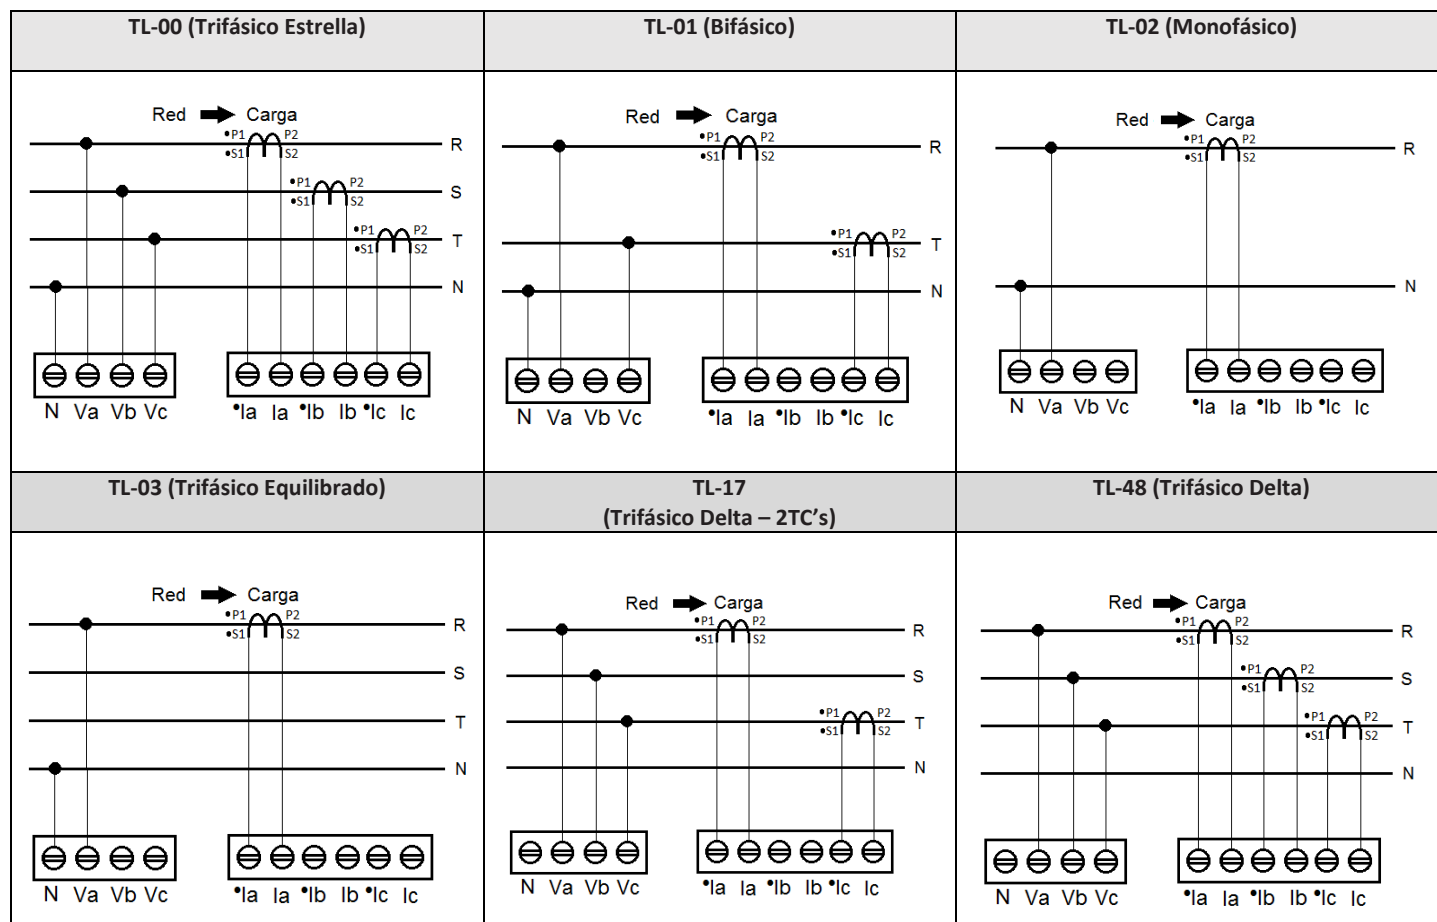 TL-00 (Trifásico Estrella)
Red Carga
•P1 P2
R
•S1 S2
•P1 P2
S
•S1 S2
•P1 P2
T
•S1 S2
N
N Va Vb Vc •Ia Ia •Ib Ib •Ic Ic
TL-01 (Bifásico)
Red Carga
•P1 P2
R
•S1 S2
•P1 P2
T
•S1 S2
N
N Va Vb Vc •Ia Ia •Ib Ib •Ic Ic
TL-02 (Monofásico)
Red Carga
•P1 P2
R
•S1 S2
N
N Va Vb Vc •Ia Ia •Ib Ib •Ic Ic
TL-03 (Trifásico Equilibrado)
Red Carga
•P1 P2
R
•S1 S2
S
T
N
N Va Vb Vc •Ia Ia •Ib Ib •Ic Ic
TL-17
(Trifásico Delta – 2TC’s)
Red Carga
•P1 P2
R
•S1 S2
S
•P1 P2
T
•S1 S2
N
N Va Vb Vc •Ia Ia •Ib Ib •Ic Ic
TL-48 (Trifásico Delta)
Red Carga
•P1 P2
R
•S1 S2
•P1 P2
S
•S1 S2
•P1 P2
T
•S1 S2
N
N Va Vb Vc •Ia Ia •Ib Ib •Ic Ic